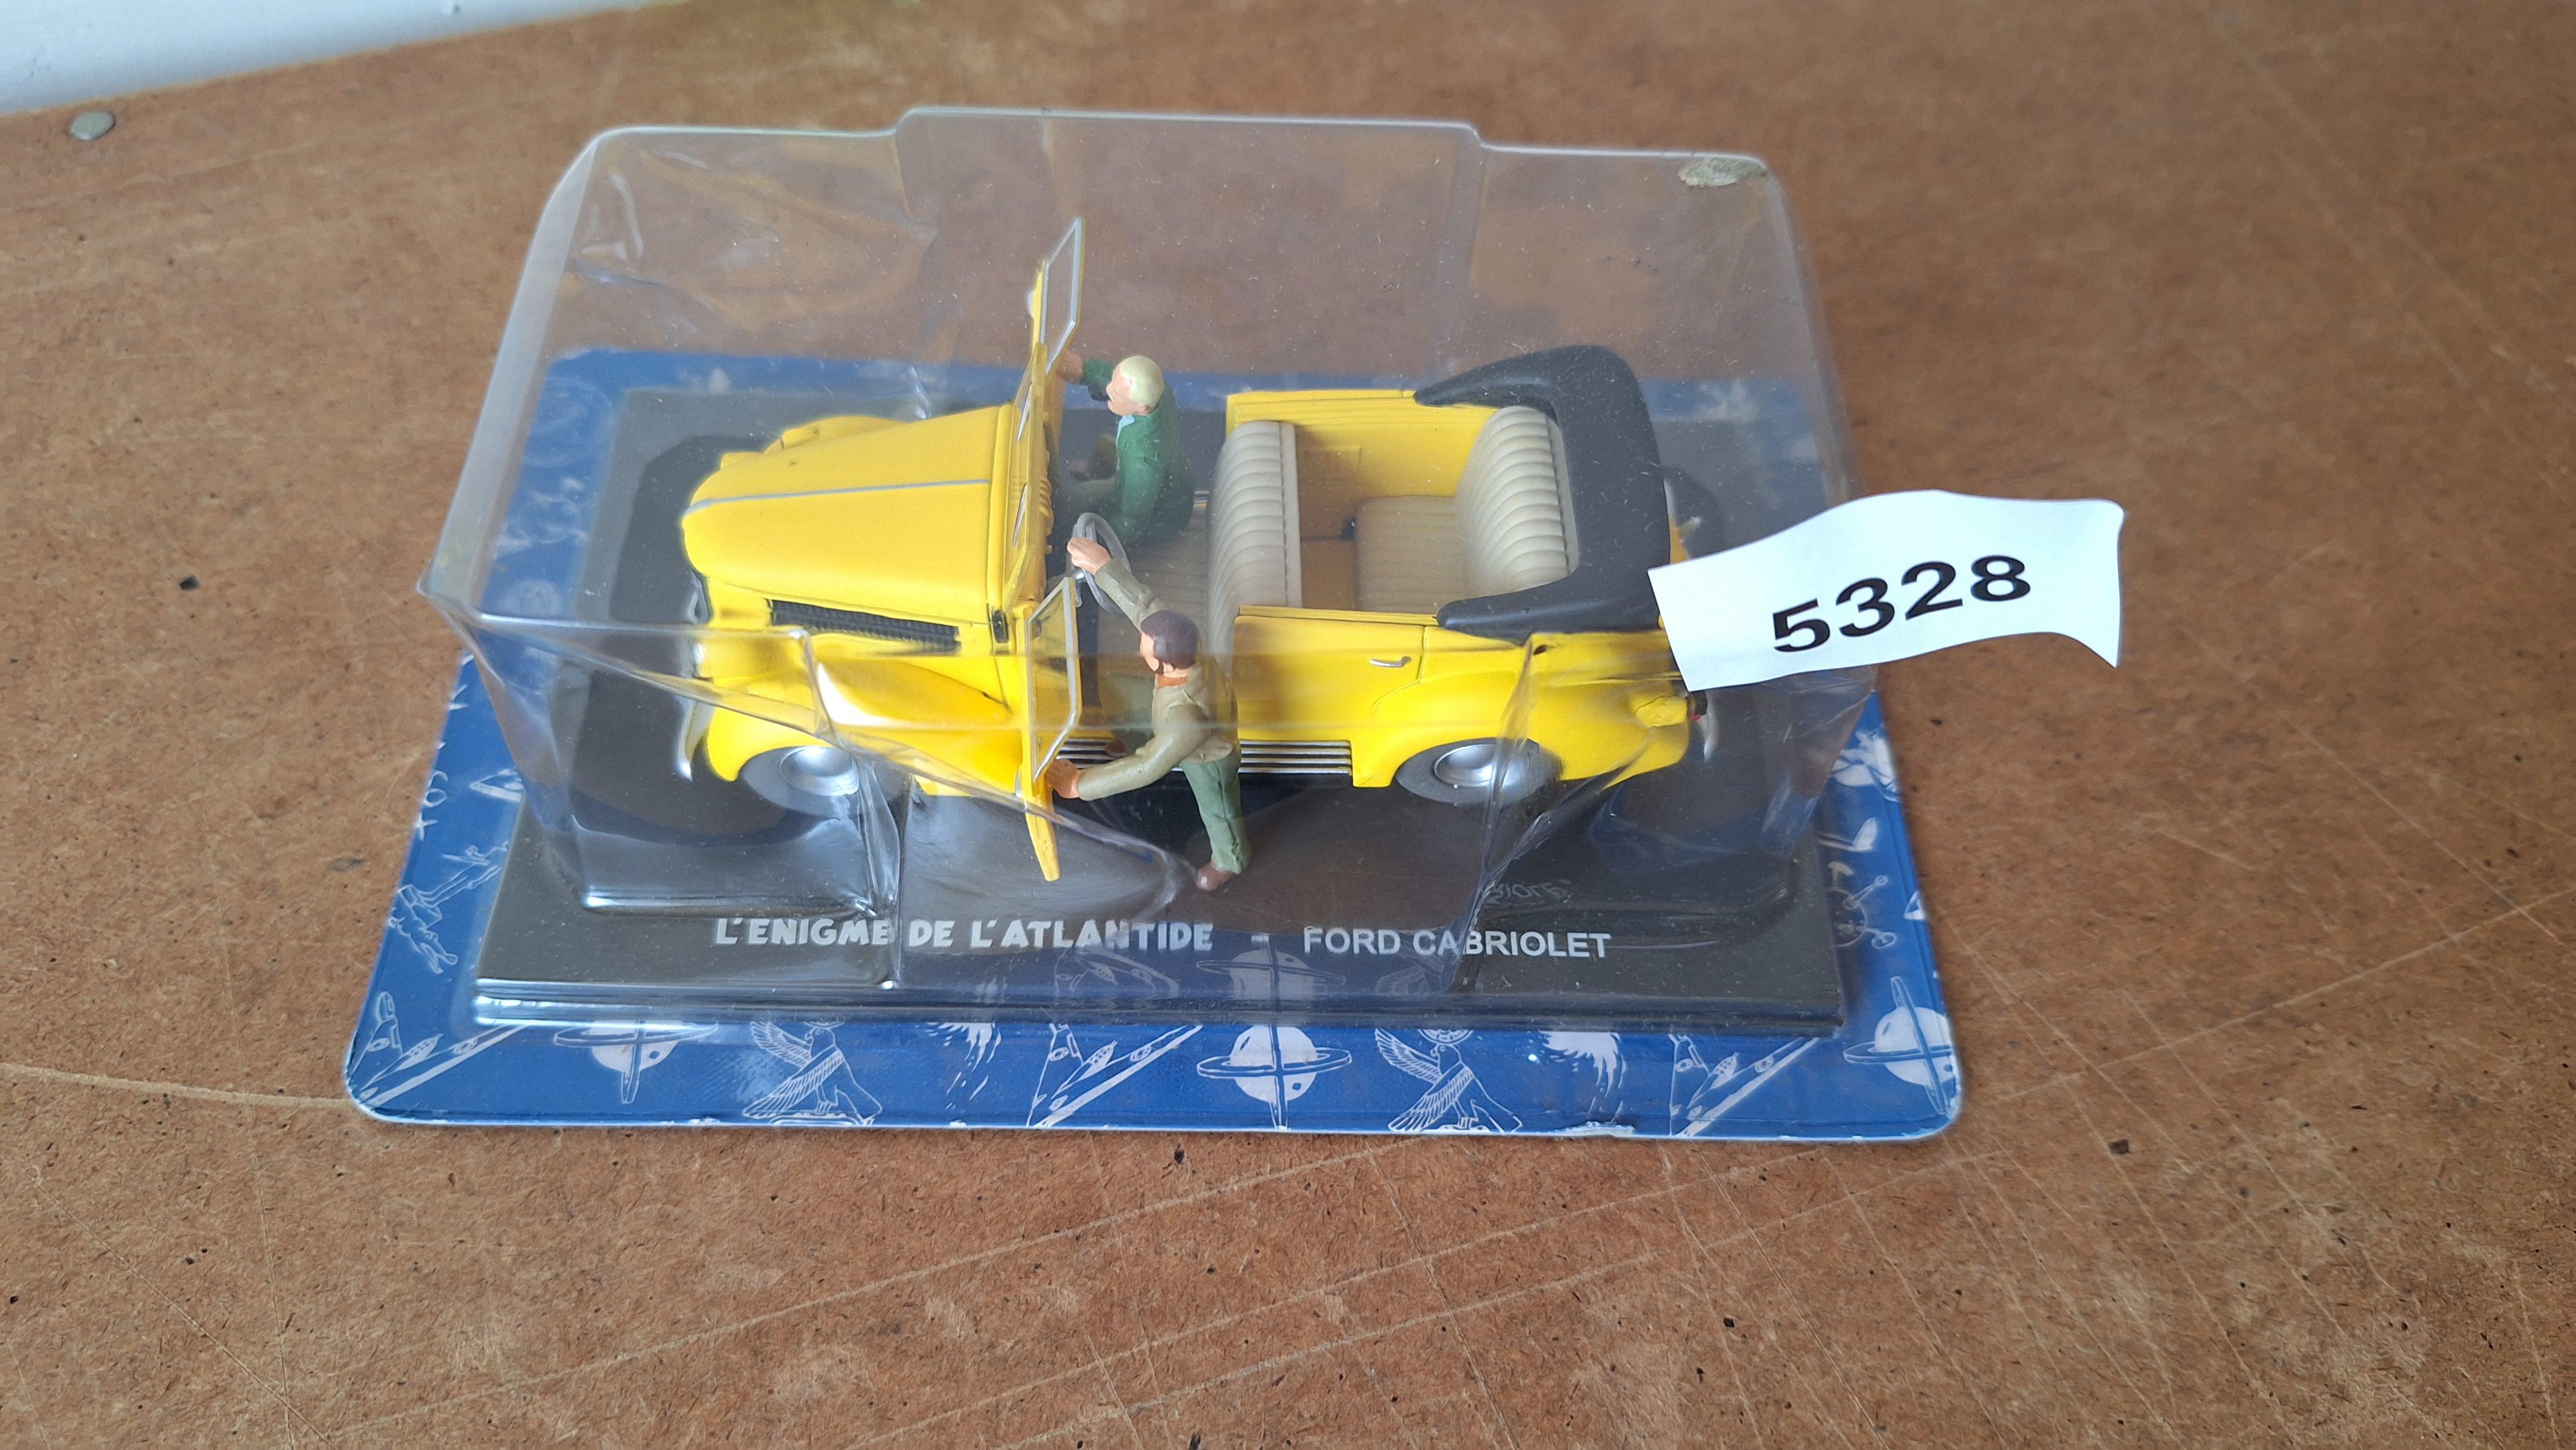 5328
L'ENIGME DE L'ATLANTIDE - FORD CABRIOLET